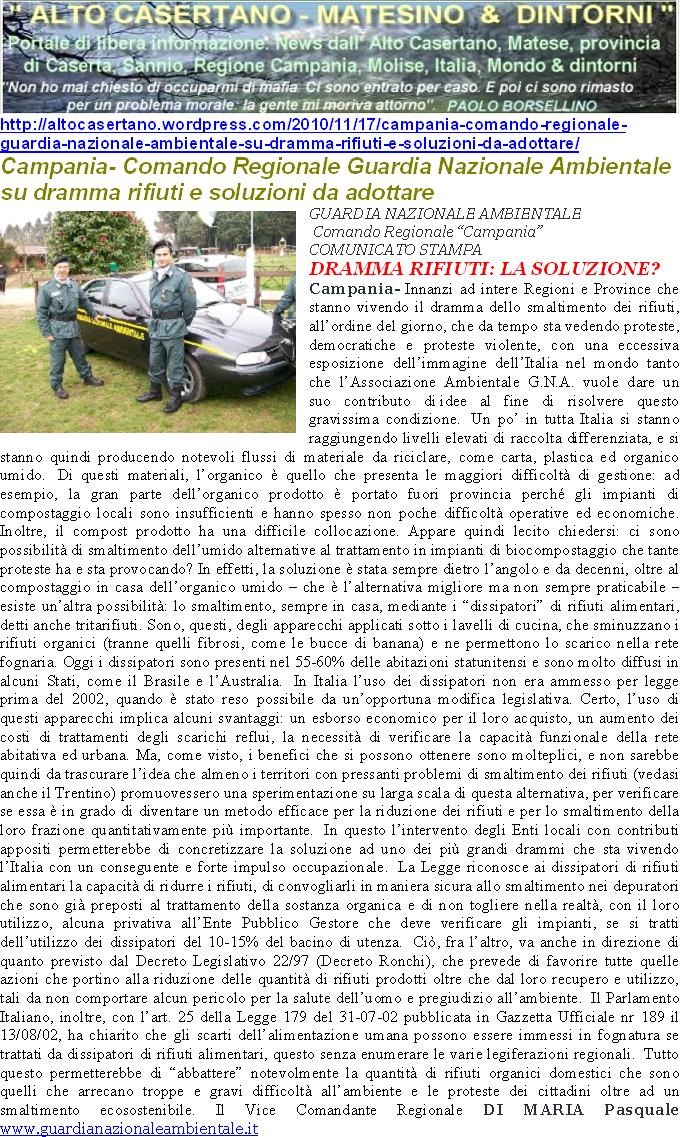 " ALTO CASERTANO - MATESINO & DINTORNI "
Portale di libera informazione. News dall' Alto Casertano, Matese, provincia
di Caserta, Sannio, Regione Campania, Molise, Italia, Mondo & dintorni
"Non ho mai chiesto di occuparmi di mafia. Ci sono entrato per caso. E poi ci sono rimasto
per un problema morale: la gente mi moriva attorno". PAOLO BORSELLINO
http://altocasertano.wordpress.com/2010/11/17/campania-comando-regionale-
guardia-nazionale-ambientale-su-dramma-rifiuti-e-soluzioni-da-adottare/
Campania- Comando Regionale Guardia Nazionale Ambientale
su dramma rifiuti e soluzioni da adottare
GUARDIA NAZIONALE AMBIENTALE
Comando Regionale "Campania"
COMUNICATO STAMPA
DRAMMA RIFIUTI: LA SOLUZIONE?
Campania- Innanzi ad intere Regioni e Province che
stanno vivendo il dramma dello smaltimento dei rifiuti,
all'ordine del giorno, che da tempo sta vedendo proteste,
democratiche e proteste violente, con una eccessiva
esposizione dell'immagine dell'Italia nel mondo tanto
che l'Associazione Ambientale G.N.A. vuole dare un
suo contributo di idee al fine di risolvere questo
gravissima condizione. Un po' in tutta Italia si stanno
raggiungendo livelli elevati di raccolta differenziata, e si
stanno quindi producendo notevoli flussi di materiale da riciclare, come carta, plastica ed organico
umido. Di questi materiali, l'organico è quello che presenta le maggiori difficoltà di gestione: ad
esempio, la gran parte dell'organico prodotto è portato fuori provincia perché gli impianti di
compostaggio locali sono insufficienti e hanno spesso non poche difficoltà operative ed economiche.
Inoltre, il compost prodotto ha una difficile collocazione. Appare quindi lecito chiedersi: ci sono
possibilità di smaltimento dell'umido alternative al trattamento in impianti di biocompostaggio che tante
proteste ha e sta provocando? In effetti, la soluzione è stata sempre dietro l'angolo e da decenni, oltre al
compostaggio in casa dell'organico umido – che è l'alternativa migliore ma non sempre praticabile –
esiste un'altra possibilità: lo smaltimento, sempre in casa, mediante i "dissipatori" di rifiuti alimentari,
detti anche tritarifiuti. Sono, questi, degli apparecchi applicati sotto i lavelli di cucina, che sminuzzano i
rifiuti organici (tranne quelli fibrosi, come le bucce di banana) e ne permettono lo scarico nella rete
fognaria. Oggi i dissipatori sono presenti nel 55-60% delle abitazioni statunitensi e sono molto diffusi in
alcuni Stati, come il Brasile e l'Australia. In Italia l'uso dei dissipatori non era ammesso per legge
prima del 2002, quando è stato reso possibile da un'opportuna modifica legislativa. Certo, l'uso di
questi apparecchi implica alcuni svantaggi: un esborso economico per il loro acquisto, un aumento dei
costi di trattamenti degli scarichi reflui, la necessità di verificare la capacità funzionale della rete
abitativa ed urbana. Ma, come visto, i benefici che si possono ottenere sono molteplici, e non sarebbe
quindi da trascurare l'idea che almeno i territori con pressanti problemi di smaltimento dei rifiuti (vedasi
anche il Trentino) promuovessero una sperimentazione su larga scala di questa alternativa, per verificare
se essa è in grado di diventare un metodo efficace per la riduzione dei rifiuti e per lo smaltimento della
loro frazione quantitativamente più importante. In questo l'intervento degli Enti locali con contributi
appositi permetterebbe di concretizzare la soluzione ad uno dei più grandi drammi che sta vivendo
l'Italia con un conseguente e forte impulso occupazionale. La Legge riconosce ai dissipatori di rifiuti
alimentari la capacità di ridurre i rifiuti, di convogliarli in maniera sicura allo smaltimento nei depuratori
che sono già preposti al trattamento della sostanza organica e di non togliere nella realtà, con il loro
utilizzo, alcuna privativa all'Ente Pubblico Gestore che deve verificare gli impianti, se si tratti
dell'utilizzo dei dissipatori del 10-15% del bacino di utenza. Ciò, fra l'altro, va anche in direzione di
quanto previsto dal Decreto Legislativo 22/97 (Decreto Ronchi), che prevede di favorire tutte quelle
azioni che portino alla riduzione delle quantità di rifiuti prodotti oltre che dal loro recupero e utilizzo,
tali da non comportare alcun pericolo per la salute dell'uomo e pregiudizio all'ambiente. Il Parlamento
Italiano, inoltre, con l'art. 25 della Legge 179 del 31-07-02 pubblicata in Gazzetta Ufficiale nr 189 il
13/08/02, ha chiarito che gli scarti dell'alimentazione umana possono essere immessi in fognatura se
trattati da dissipatori di rifiuti alimentari, questo senza enumerare le varie legiferazioni regionali. Tutto
questo permetterebbe di "abbattere" notevolmente la quantità di rifiuti organici domestici che sono
quelli che arrecano troppe e gravi difficoltà all'ambiente e le proteste dei cittadini oltre ad un
smaltimento ecosostenibile. Il Vice Comandante Regionale DI MARIA Pasquale
www.guardianazionaleambientale.it
GUARDIA NAZIONALE AMBIENTALE